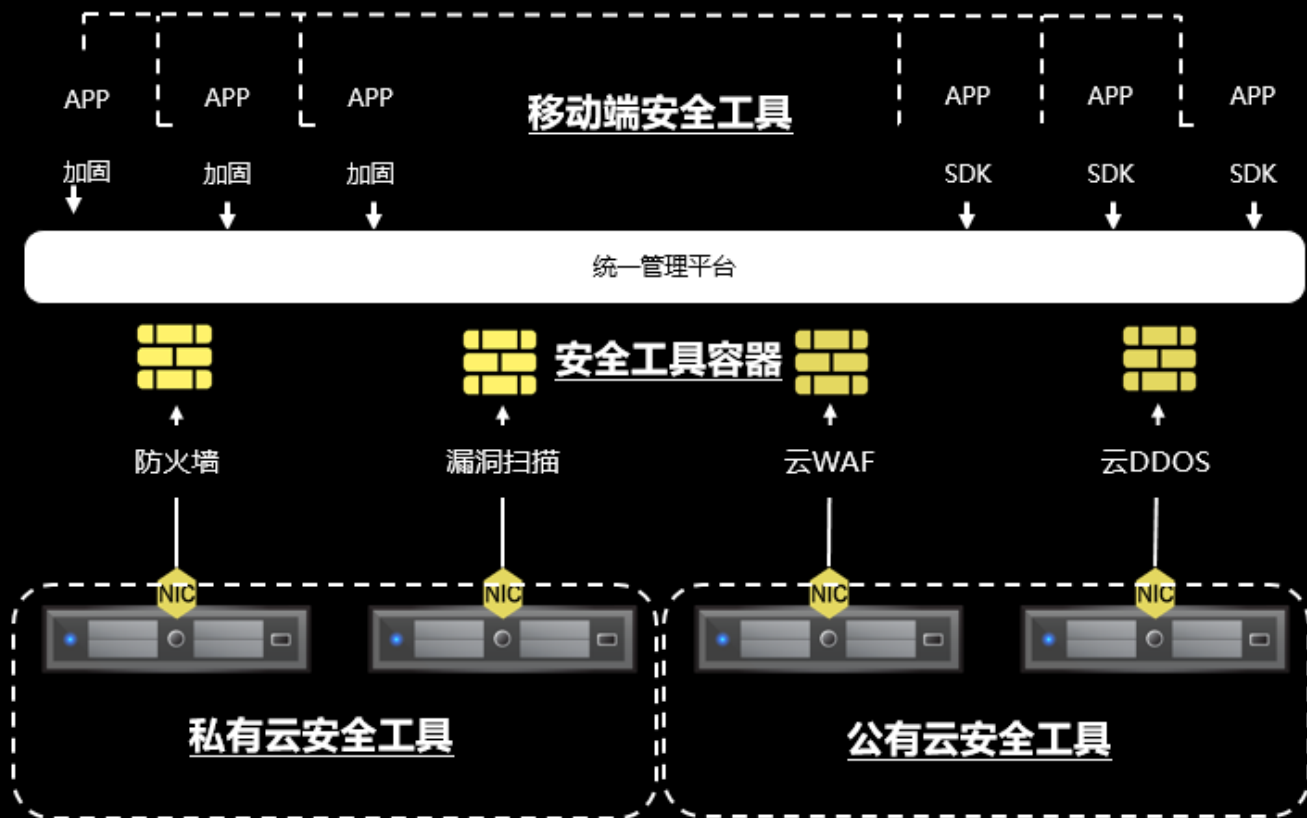 APP APP APP 移动端安全工具 APP APP APP
加固 加固 加固 SDK SDK SDK
统一管理平台
安全工具容器
防火墙 漏洞扫描 云WAF 云DDOS
NIC NIC NIC NIC
私有云安全工具 公有云安全工具